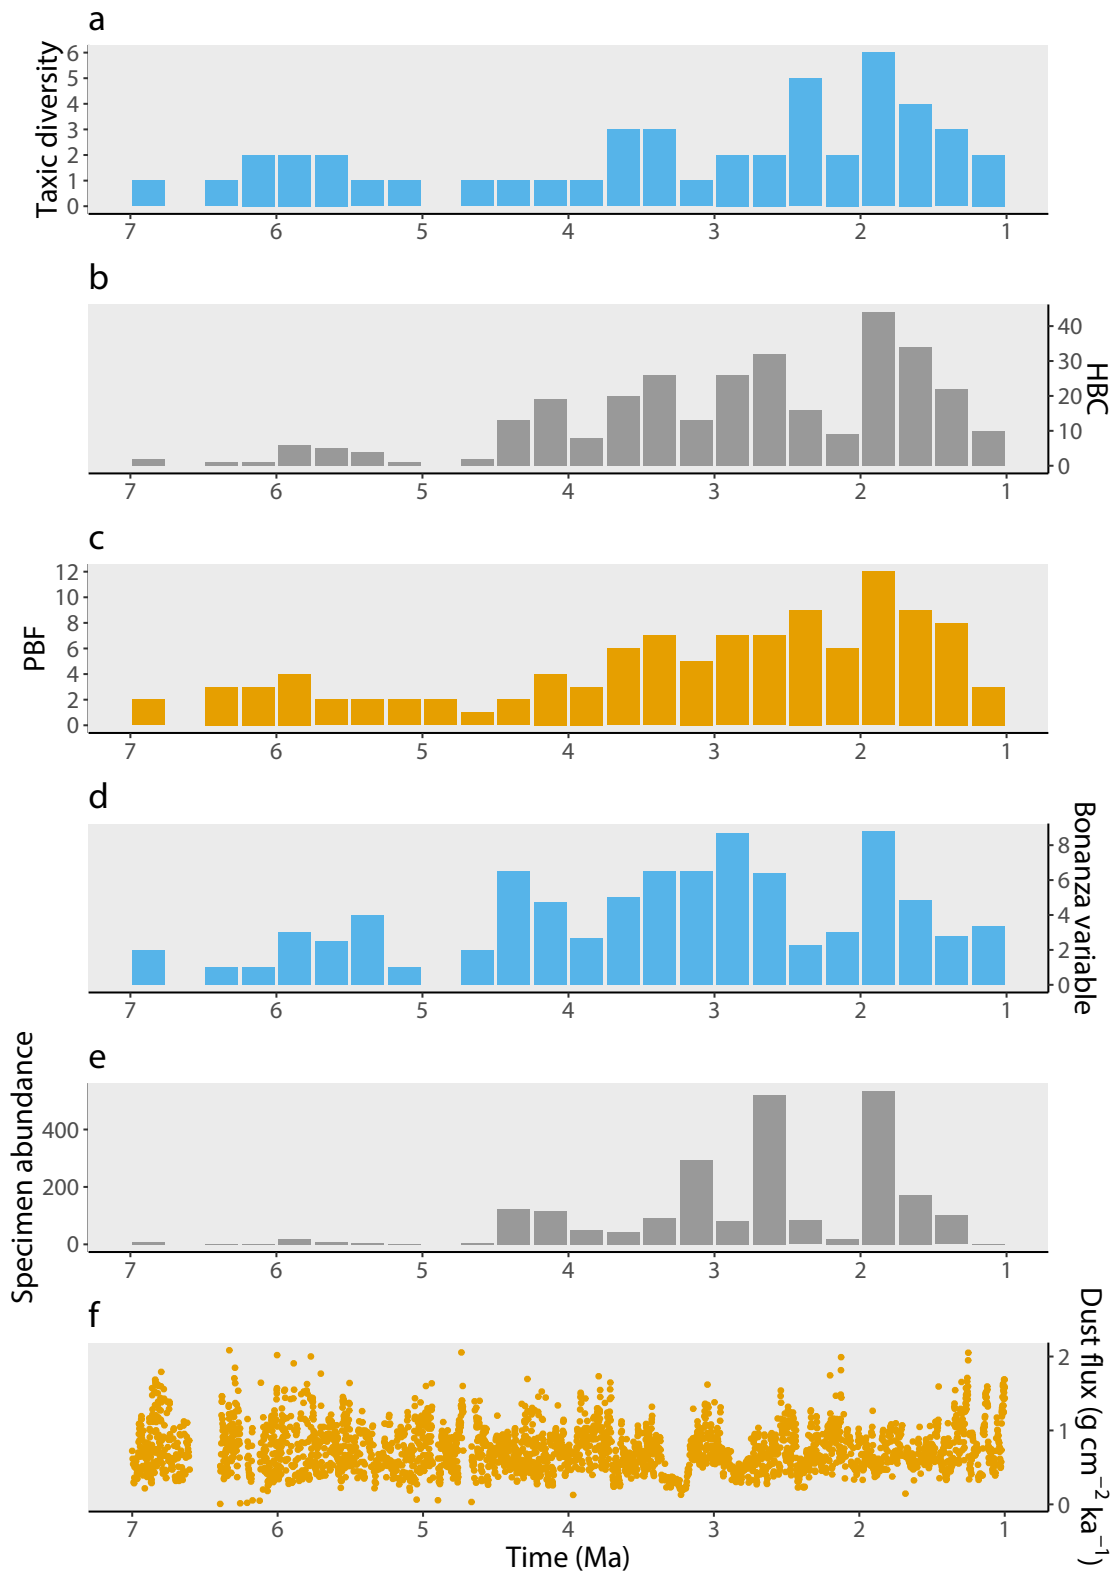 a
Taxic diversity
6
5
4
3
2
1
0
7 6 5 4 3 2 1
b
HBC
40
30
20
10
0
7 6 5 4 3 2 1
c
PBF
12
10
8
6
4
2
0
7 6 5 4 3 2 1
d
Bonanza variable
8
6
4
2
0
7 6 5 4 3 2 1
e
Specimen abundance
400
200
0
7 6 5 4 3 2 1
f
Dust flux (g cm⁻² ka⁻¹)
2
1
0
7 6 5 4 3 2 1
Time (Ma)